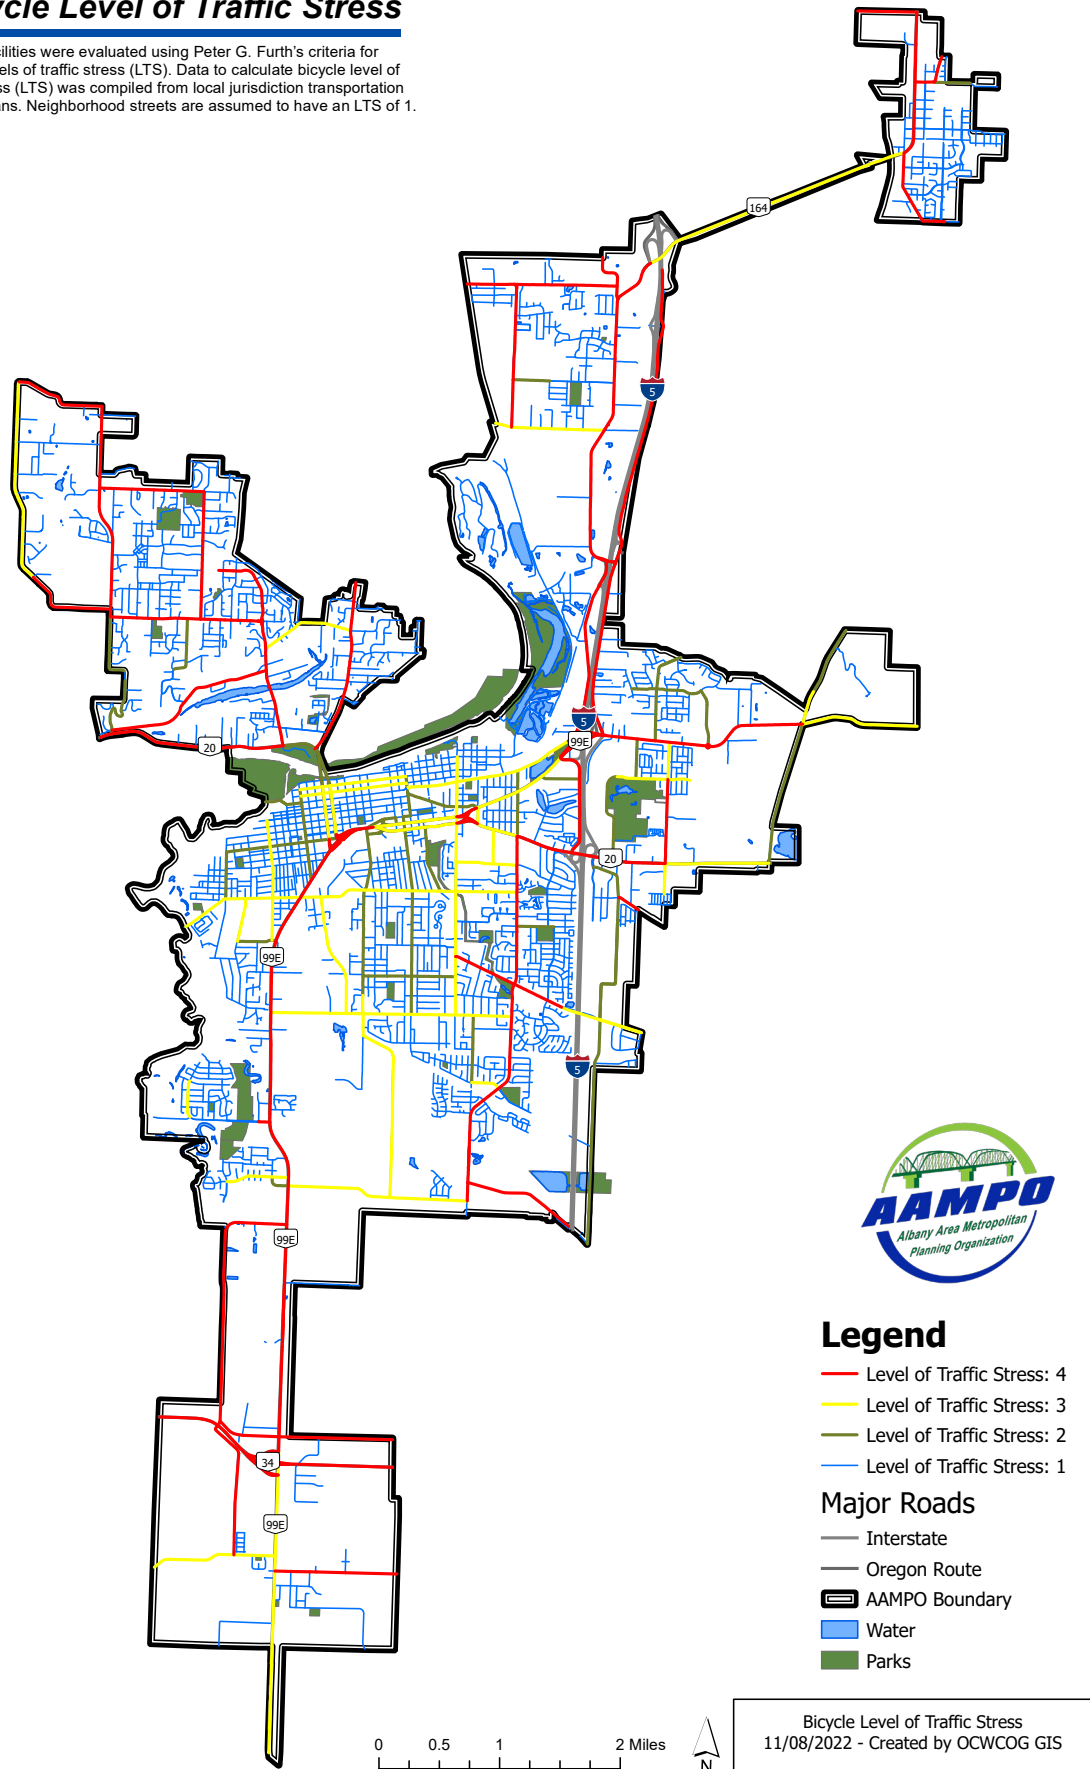 ycle Level of Traffic Stress
cilities were evaluated using Peter G. Furth's criteria for
els of traffic stress (LTS). Data to calculate bicycle level of
ss (LTS) was compiled from local jurisdiction transportation
ans. Neighborhood streets are assumed to have an LTS of 1.
164
5
20
5
99E
20
99E
5
99E
34
99E
AAMPO
Albany Area Metropolitan
Planning Organization
Legend
Level of Traffic Stress: 4
Level of Traffic Stress: 3
Level of Traffic Stress: 2
Level of Traffic Stress: 1
Major Roads
Interstate
Oregon Route
AAMPO Boundary
Water
Parks
0 0.5 1 2 Miles
N
Bicycle Level of Traffic Stress
11/08/2022 - Created by OCWCOG GIS